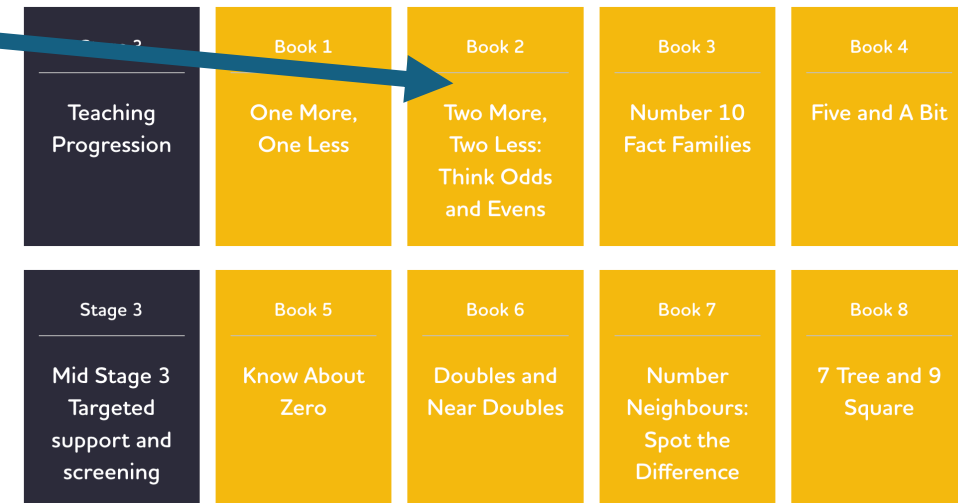 Teaching
Progression
Book 1
One More,
One Less
Book 2
Two More,
Two Less:
Think Odds
and Evens
Book 3
Number 10
Fact Families
Book 4
Five and A Bit
Stage 3
Mid Stage 3
Targeted
support and
screening
Book 5
Know About
Zero
Book 6
Doubles and
Near Doubles
Book 7
Number
Neighbours:
Spot the
Difference
Book 8
7 Tree and 9
Square